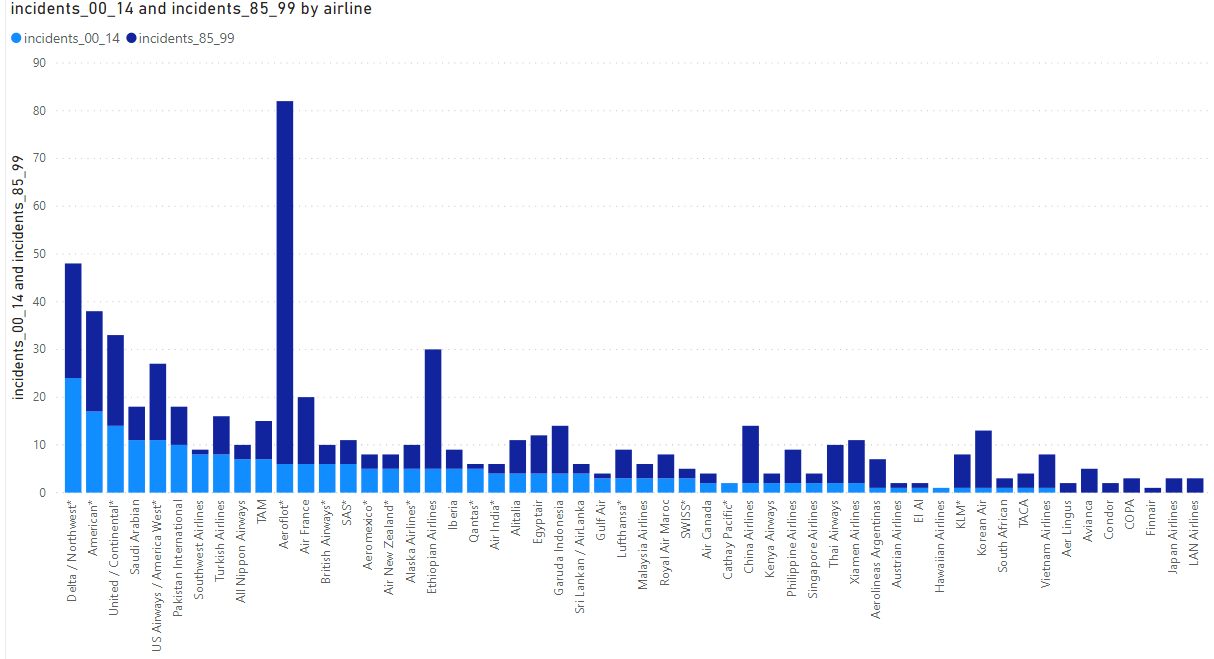 incidents_00_14 and incidents_85_99 by airline
incidents_00_14 incidents_85_99
incidents_00_14 and incidents_85_99
90
80
70
60
50
40
30
20
10
0
Delta / Northwest*
American*
United / Continental*
Saudi Arabian
US Airways / America West*
Pakistan International
Southwest Airlines
Turkish Airlines
All Nippon Airways
TAM
Aeroflot*
Air France
British Airways*
SAS*
Aeromexico*
Air New Zealand*
Alaska Airlines*
Ethiopian Airlines
Iberia
Qantas*
Air India*
Alitalia
Egyptair
Garuda Indonesia
Sri Lankan / AirLanka
Gulf Air
Lufthansa*
Malaysia Airlines
Royal Air Maroc
SWISS*
Air Canada
Cathay Pacific*
China Airlines
Kenya Airways
Philippine Airlines
Singapore Airlines
Thai Airways
Xiamen Airlines
Aerolineas Argentinas
Austrian Airlines
El Al
Hawaiian Airlines
KLM*
Korean Air
South African
TACA
Vietnam Airlines
Aer Lingus
Avianca
Condor
COPA
Finnair
Japan Airlines
LAN Airlines